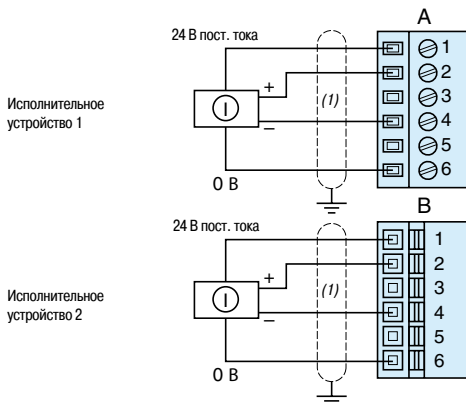 A
24 В пост. тока
1
+
2
(1)
3
Исполнительное
устройство 1
I
4
−
5
6
0 В
B
24 В пост. тока
1
+
2
(1)
3
Исполнительное
устройство 2
I
4
−
5
6
0 В